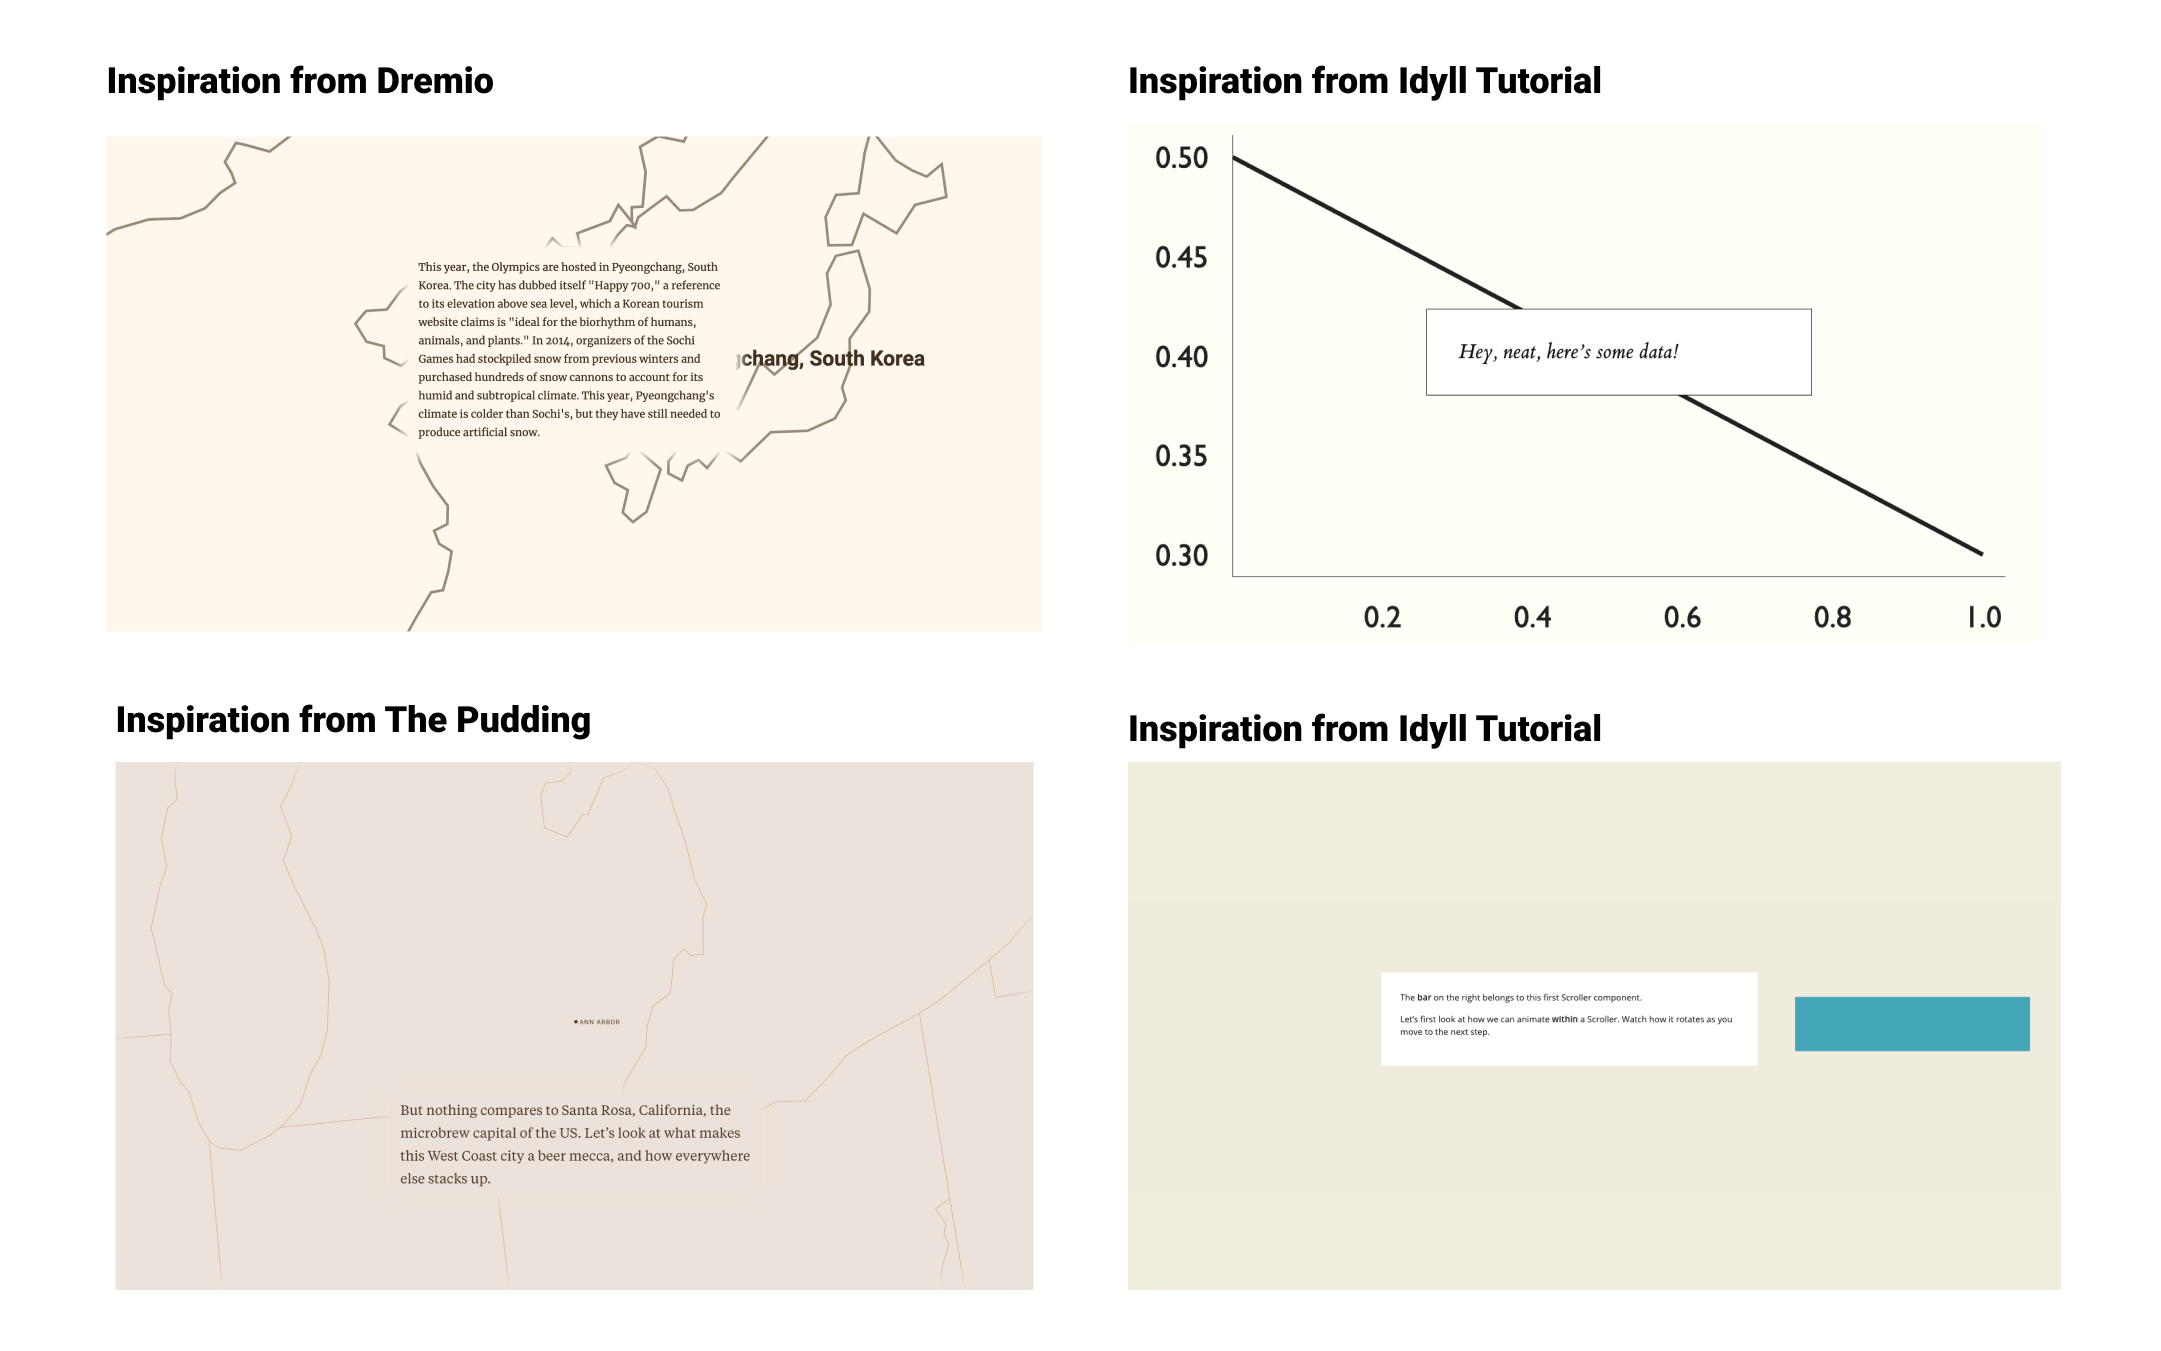 Inspiration from Dremio
This year, the Olympics are hosted in Pyeongchang, South
Korea. The city has dubbed itself "Happy 700," a reference
to its elevation above sea level, which a Korean tourism
website claims is "ideal for the biorhythm of humans,
animals, and plants." In 2014, organizers of the Sochi
Games had stockpiled snow from previous winters and
purchased hundreds of snow cannons to account for its
humid and subtropical climate. This year, Pyeongchang's
climate is colder than Sochi's, but they have still needed to
produce artificial snow.
gchang, South Korea
Inspiration from Idyll Tutorial
0.50
0.45
0.40
0.35
0.30
Hey, neat, here’s some data!
0.2 0.4 0.6 0.8 1.0
Inspiration from The Pudding
ANN ARBOR
But nothing compares to Santa Rosa, California, the
microbrew capital of the US. Let’s look at what makes
this West Coast city a beer mecca, and how everywhere
else stacks up.
Inspiration from Idyll Tutorial
The bar on the right belongs to this first Scroller component.
Let’s first look at how we can animate within a Scroller. Watch how it rotates as you
move to the next step.